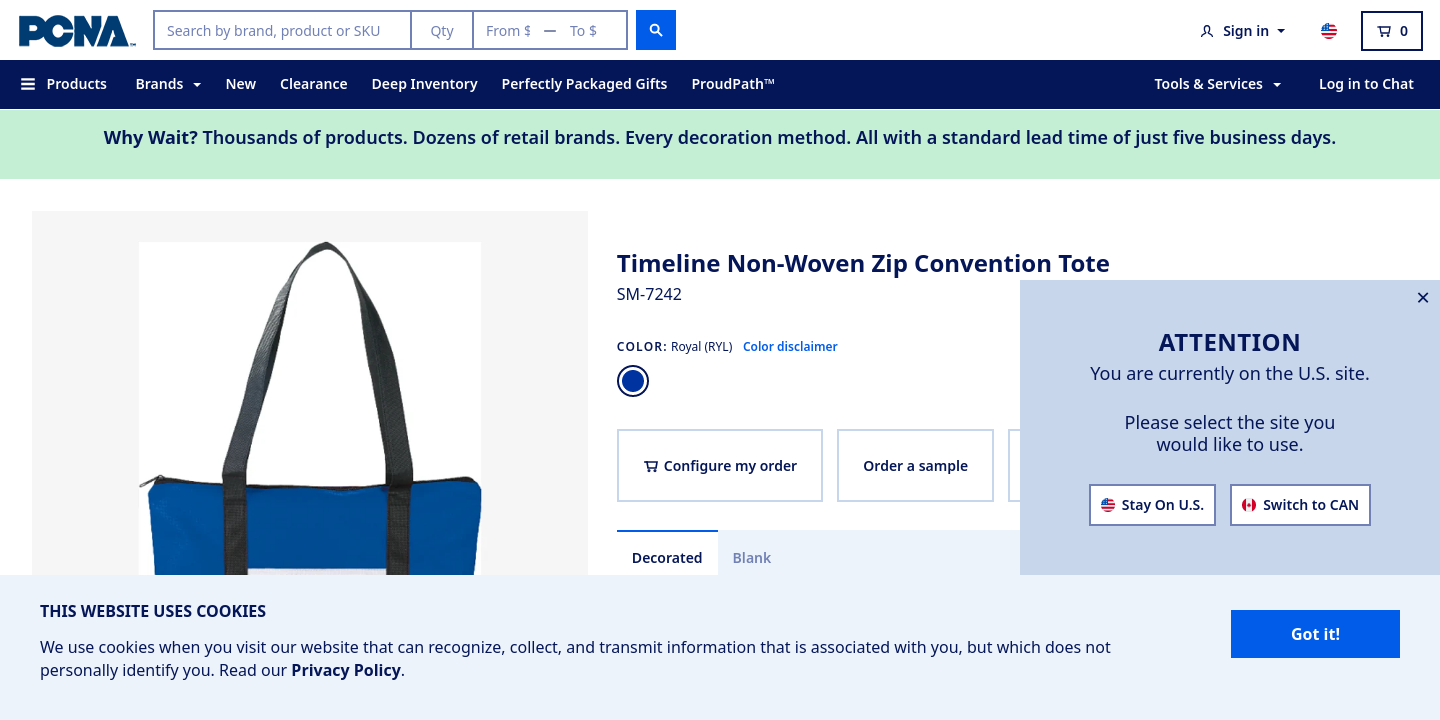 PCNA™
Search by brand, product or SKU
Qty
From $ — To $
Sign in
0
Products
Brands
New
Clearance
Deep Inventory
Perfectly Packaged Gifts
ProudPath™
Tools & Services
Log in to Chat
Why Wait? Thousands of products. Dozens of retail brands. Every decoration method. All with a standard lead time of just five business days.
Timeline Non-Woven Zip Convention Tote
SM-7242
COLOR: Royal (RYL) Color disclaimer
Configure my order
Order a sample
Decorated
Blank
ATTENTION
You are currently on the U.S. site.
Please select the site you
would like to use.
Stay On U.S.
Switch to CAN
THIS WEBSITE USES COOKIES
We use cookies when you visit our website that can recognize, collect, and transmit information that is associated with you, but which does not
personally identify you. Read our Privacy Policy.
Got it!